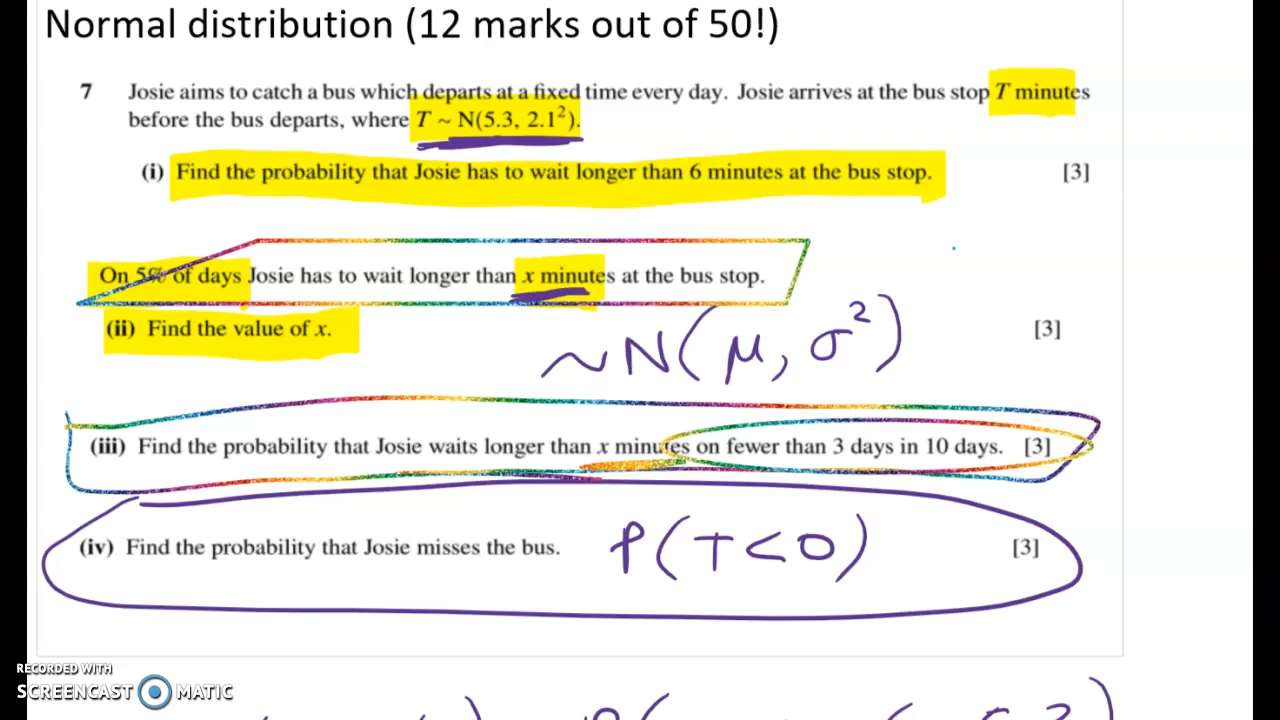 Normal distribution (12 marks out of 50!)
7 Josie aims to catch a bus which departs at a fixed time every day. Josie arrives at the bus stop T minutes
before the bus departs, where T ~ N(5.3, 2.1²).
(i) Find the probability that Josie has to wait longer than 6 minutes at the bus stop. [3]
On 5% of days Josie has to wait longer than x minutes at the bus stop.
(ii) Find the value of x. [3]
~N(μ, σ²)
(iii) Find the probability that Josie waits longer than x minutes on fewer than 3 days in 10 days. [3]
(iv) Find the probability that Josie misses the bus. P(T<0) [3]
RECORDED WITH
SCREENCAST MATIC